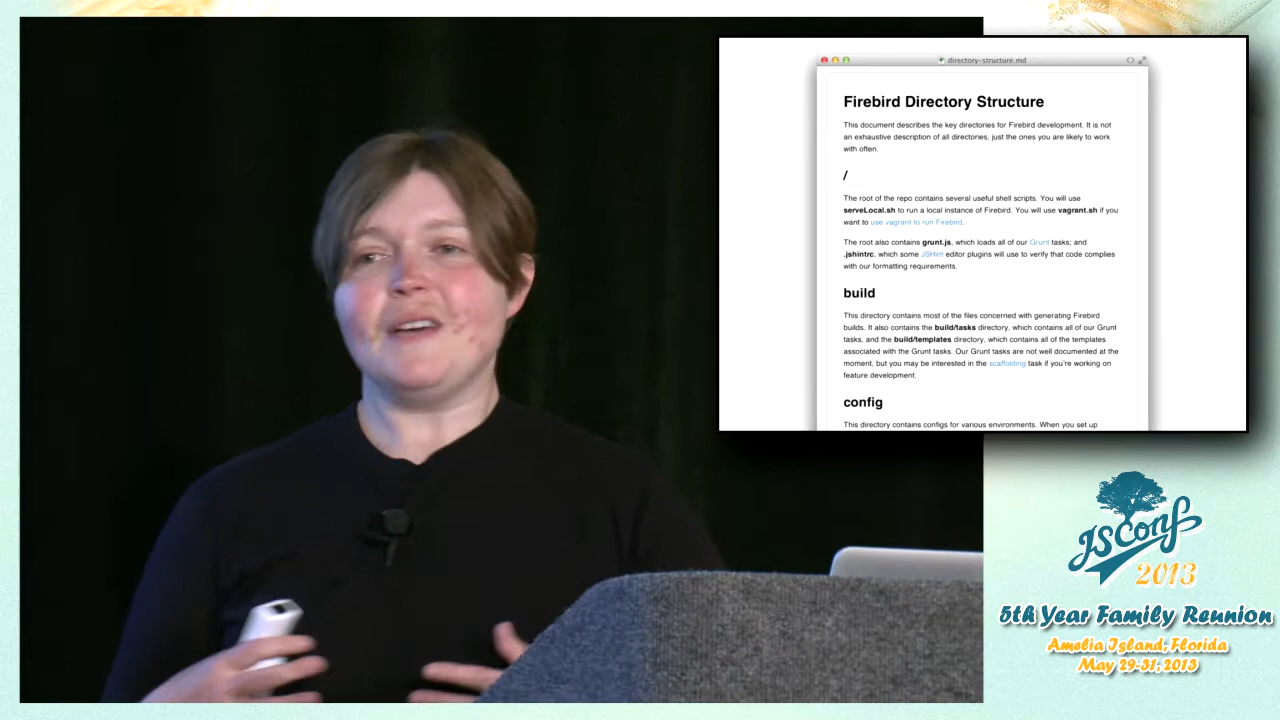 directory-structure.md
Firebird Directory Structure
This document describes the key directories for Firebird development. It is not
an exhaustive description of all directories, just the ones you are likely to work
with often.
/
The root of the repo contains several useful shell scripts. You will use
serveLocal.sh to run a local instance of Firebird. You will use vagrant.sh if you
want to use vagrant to run Firebird.
The root also contains grunt.js, which loads all of our Grunt tasks; and
.jshintrc, which some JSHint editor plugins will use to verify that code complies
with our formatting requirements.
build
This directory contains most of the files concerned with generating Firebird
builds. It also contains the build/tasks directory, which contains all of our Grunt
tasks, and the build/templates directory, which contains all of the templates
associated with the Grunt tasks. Our Grunt tasks are not well documented at the
moment, but you may be interested in the scaffolding task if you're working on
feature development.
config
This directory contains configs for various environments. When you set up
JSConf
2013
5th Year Family Reunion
Amelia Island, Florida
May 29-31, 2013